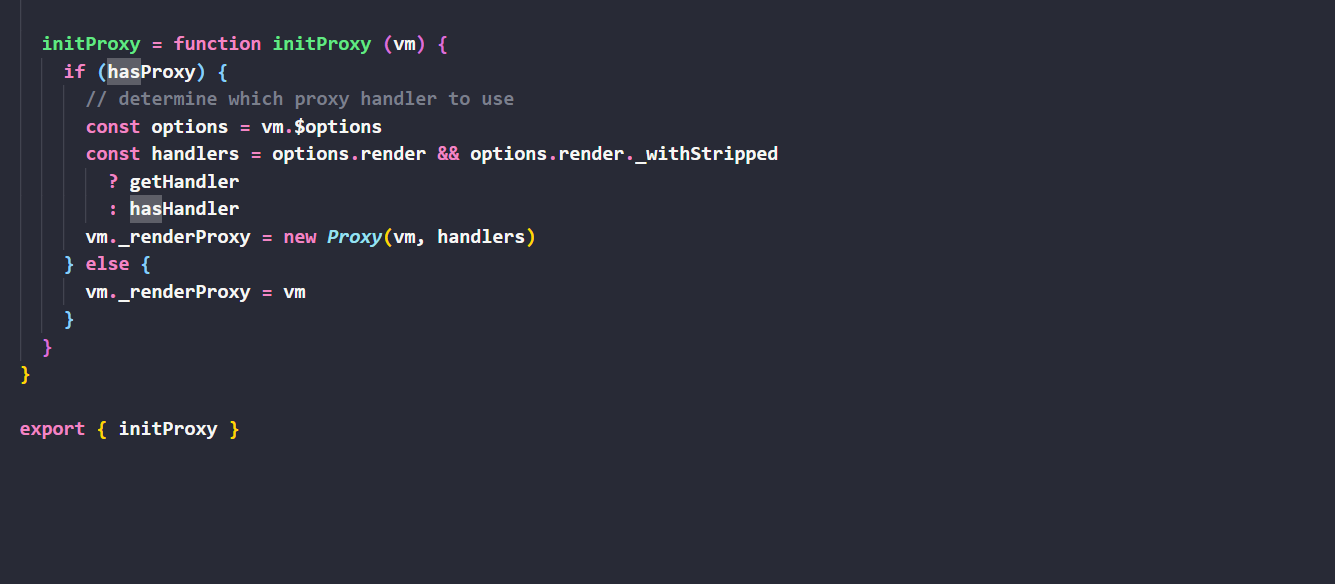 initProxy = function initProxy (vm) {
if (hasProxy) {
// determine which proxy handler to use
const options = vm.$options
const handlers = options.render && options.render._withStripped
? getHandler
: hasHandler
vm._renderProxy = new Proxy(vm, handlers)
} else {
vm._renderProxy = vm
}
}
}
export { initProxy }